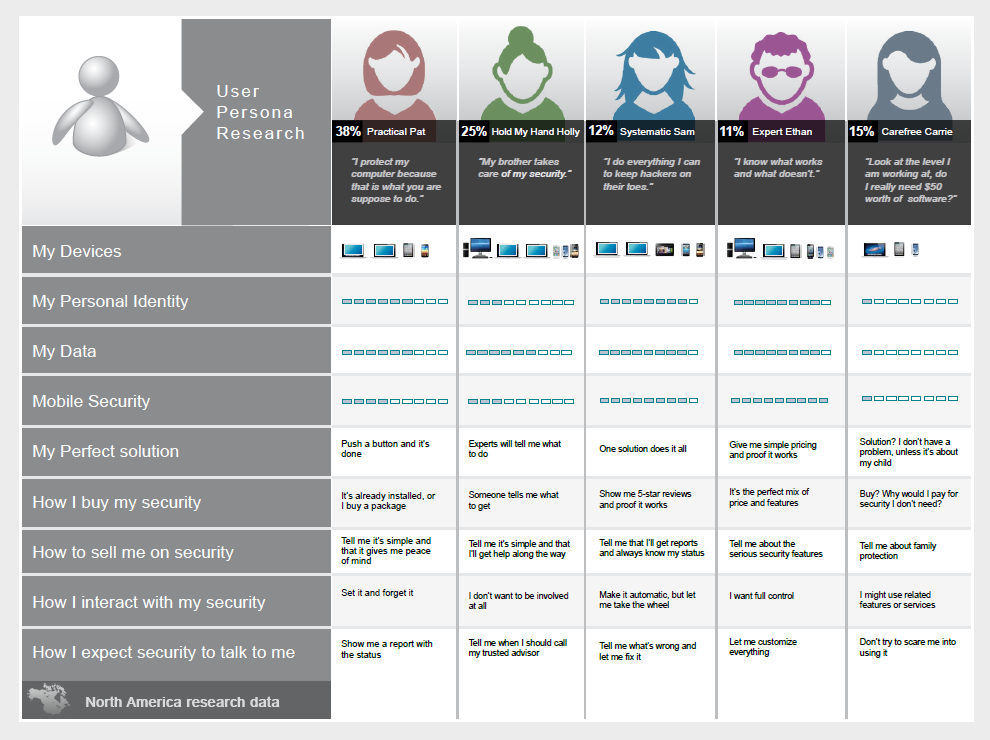 User
Persona
Research
38% Practical Pat
25% Hold My Hand Holly
12% Systematic Sam
11% Expert Ethan
15% Carefree Carrie
"I protect my
computer because
that is what you are
suppose to do."
"My brother takes
care of my security."
"I do everything I can
to keep hackers on
their toes."
"I know what works
and what doesn't."
"Look at the level I
am working at, do
I really need $50
worth of software?"
My Devices
My Personal Identity
My Data
Mobile Security
My Perfect solution
Push a button and it's
done
Experts will tell me what
to do
One solution does it all
Give me simple pricing
and proof it works
Solution? I don't have a
problem, unless it's about
my child
How I buy my security
It's already installed, or
I buy a package
Someone tells me what
to get
Show me 5-star reviews
and proof it works
It's the perfect mix of
price and features
Buy? Why would I pay for
security I don't need?
How to sell me on security
Tell me it's simple and
that it gives me peace
of mind
Tell me it's simple and that
I'll get help along the way
Tell me that I'll get reports
and always know my status
Tell me about the
serious security features
Tell me about family
protection
How I interact with my security
Set it and forget it
I don't want to be involved
at all
Make it automatic, but let
me take the wheel
I want full control
I might use related
features or services
How I expect security to talk to me
Show me a report with
the status
Tell me when I should call
my trusted advisor
Tell me what's wrong and
let me fix it
Let me customize
everything
Don't try to scare me into
using it
North America research data